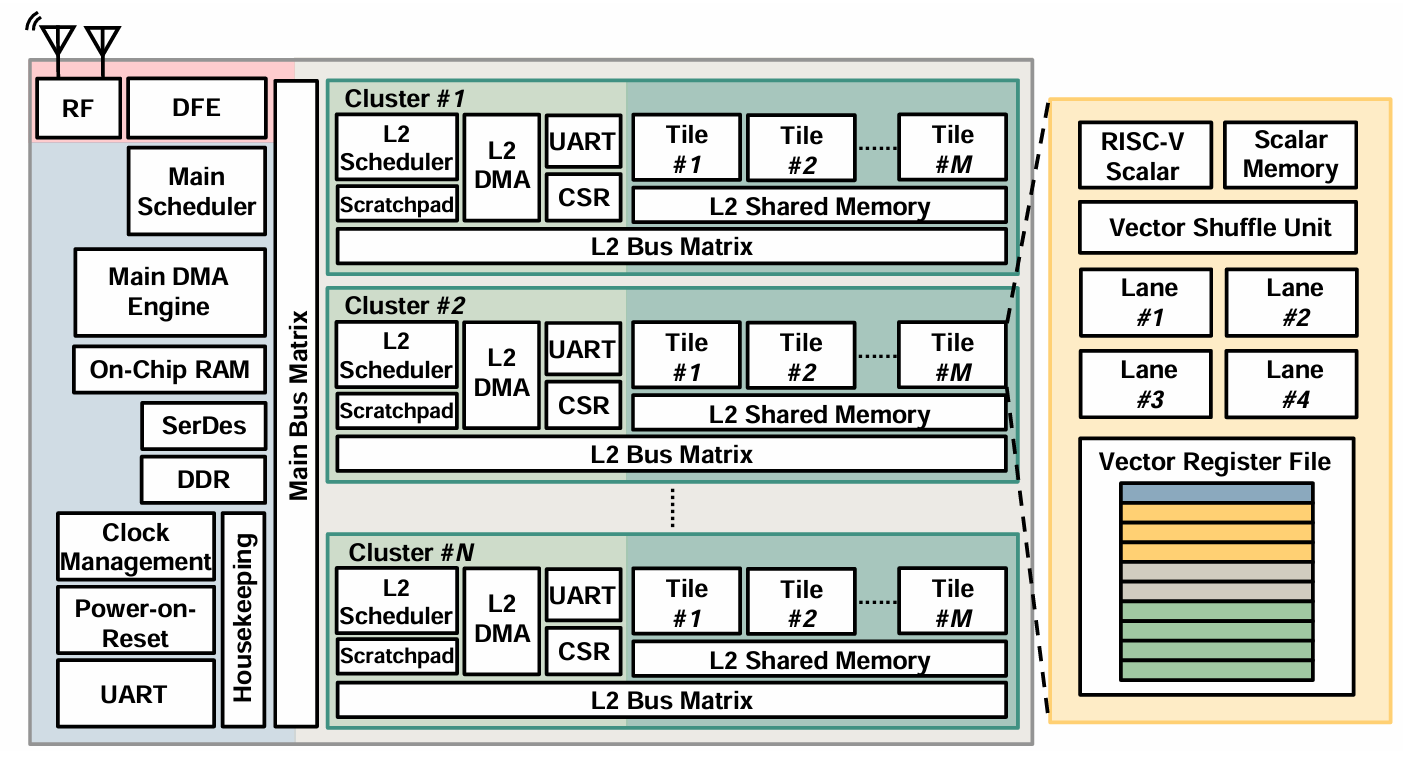 RF
DFE
Main
Scheduler
Main DMA
Engine
On-Chip RAM
SerDes
DDR
Clock
Management
Power-on-
Reset
UART
Housekeeping
Main Bus Matrix
Cluster #1
L2
Scheduler
Scratchpad
L2
DMA
UART
CSR
Tile
#1
Tile
#2
......
Tile
#M
L2 Shared Memory
L2 Bus Matrix
Cluster #2
L2
Scheduler
Scratchpad
L2
DMA
UART
CSR
Tile
#1
Tile
#2
......
Tile
#M
L2 Shared Memory
L2 Bus Matrix
Cluster #N
L2
Scheduler
Scratchpad
L2
DMA
UART
CSR
Tile
#1
Tile
#2
......
Tile
#M
L2 Shared Memory
L2 Bus Matrix
RISC-V
Scalar
Scalar
Memory
Vector Shuffle Unit
Lane
#1
Lane
#2
Lane
#3
Lane
#4
Vector Register File